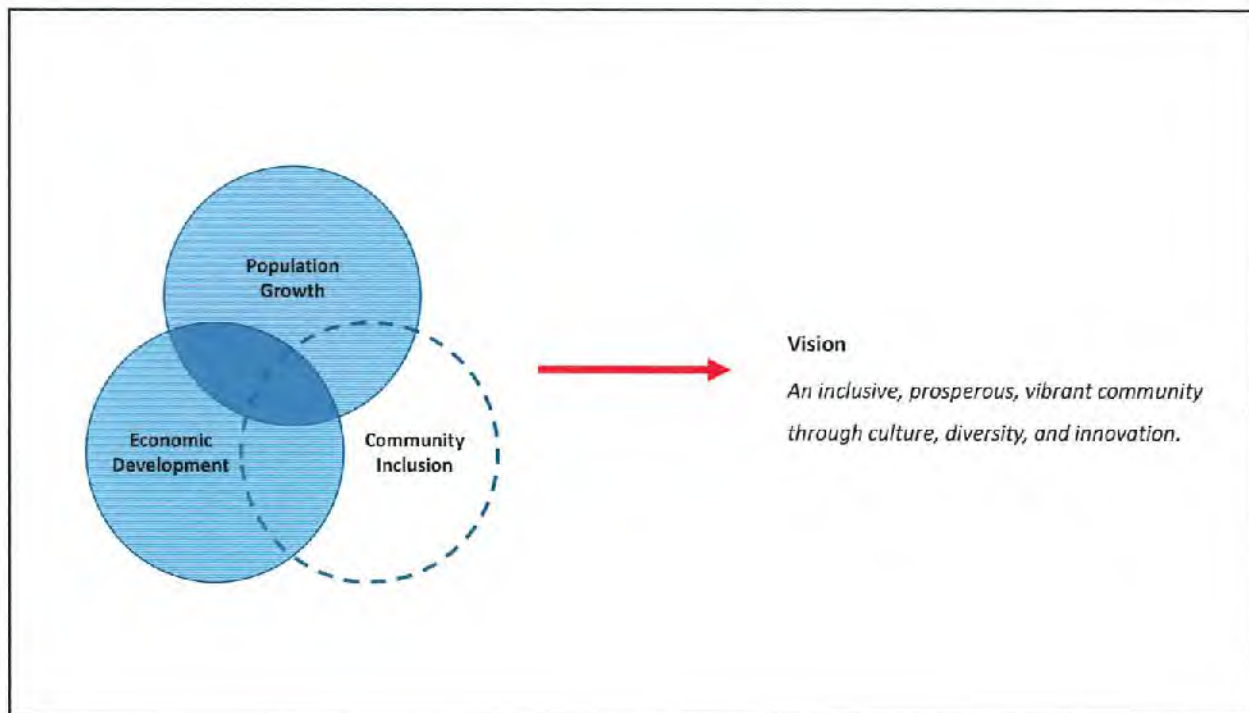 Population
Growth
Economic
Development
Community
Inclusion
Vision
An inclusive, prosperous, vibrant community
through culture, diversity, and innovation.